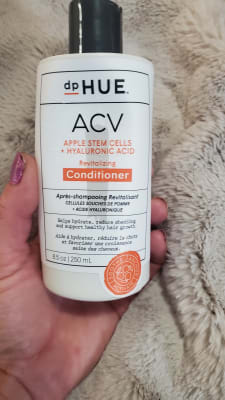 dpHUE.
ACV
APPLE STEM CELLS
+ HYALURONIC ACID
Revitalizing
Conditioner
Après-shampooing Revitalisant
CELLULES SOUCHES DE POMME
+ ACIDE HYALURONIQUE
Helps hydrate, reduce shedding
and support healthy hair growth.
Aide à hydrater, réduire la chute
et favoriser une croissance
saine des cheveux.
8.5 oz | 250 mL